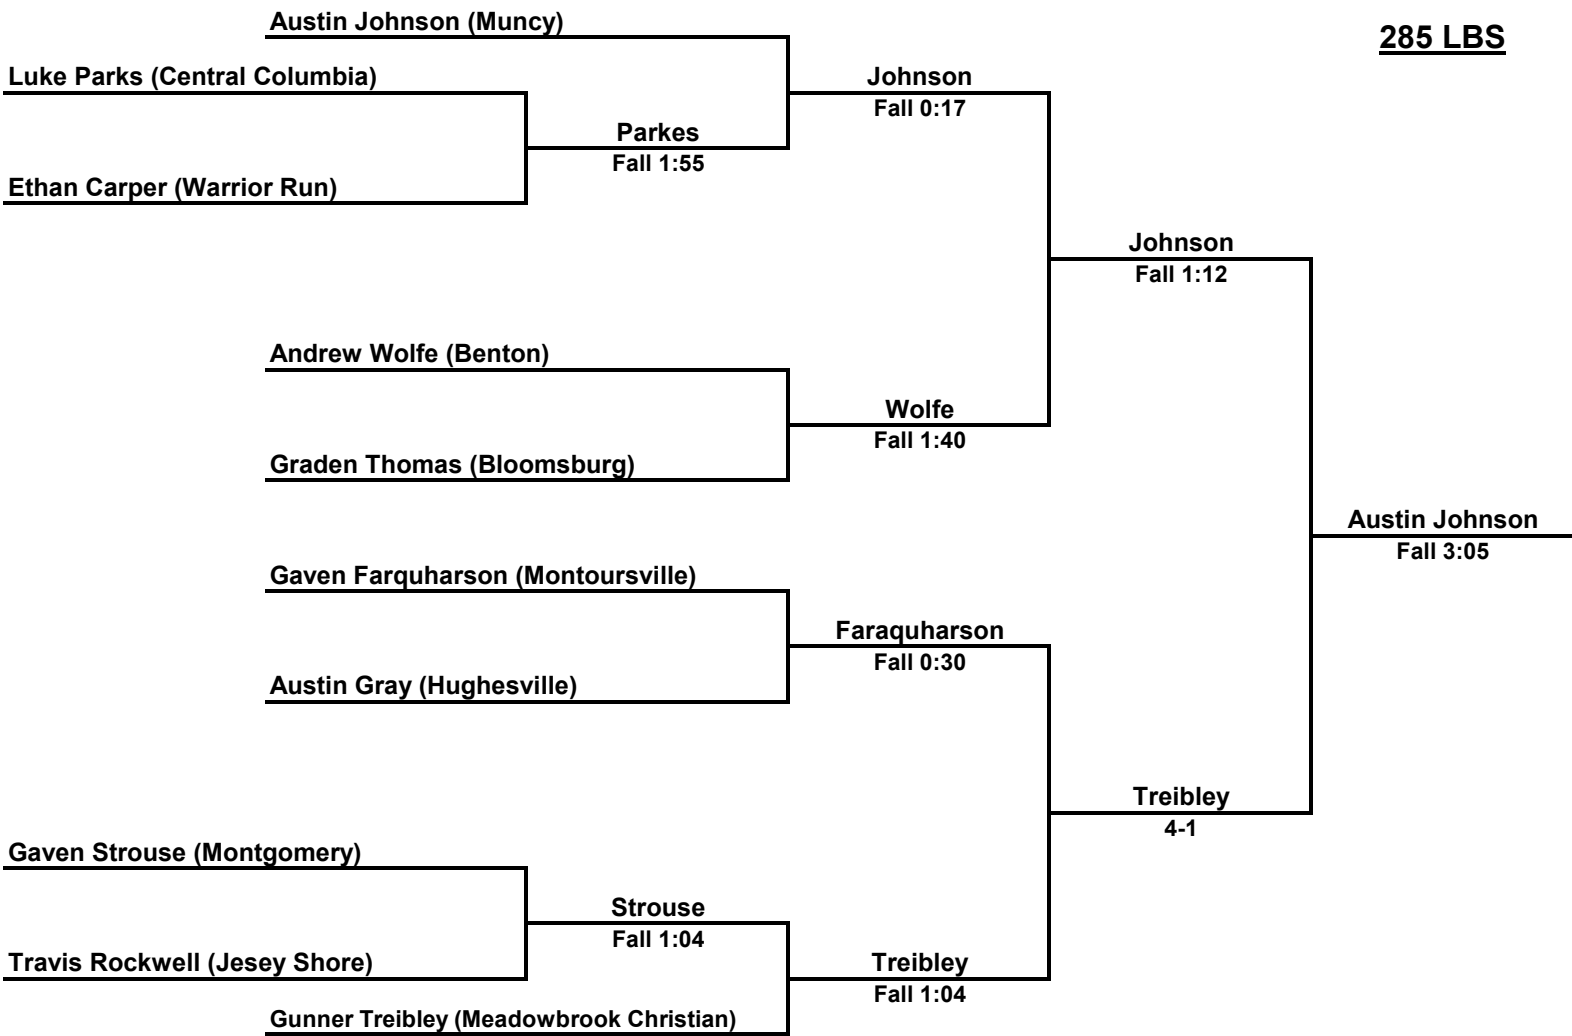 Austin Johnson (Muncy)
285 LBS
Luke Parks (Central Columbia)
Johnson
Fall 0:17
Parkes
Fall 1:55
Ethan Carper (Warrior Run)
Johnson
Fall 1:12
Andrew Wolfe (Benton)
Wolfe
Fall 1:40
Graden Thomas (Bloomsburg)
Austin Johnson
Fall 3:05
Gaven Farquharson (Montoursville)
Faraquharson
Fall 0:30
Austin Gray (Hughesville)
Treibley
4-1
Gaven Strouse (Montgomery)
Strouse
Fall 1:04
Travis Rockwell (Jesey Shore)
Treibley
Fall 1:04
Gunner Treibley (Meadowbrook Christian)